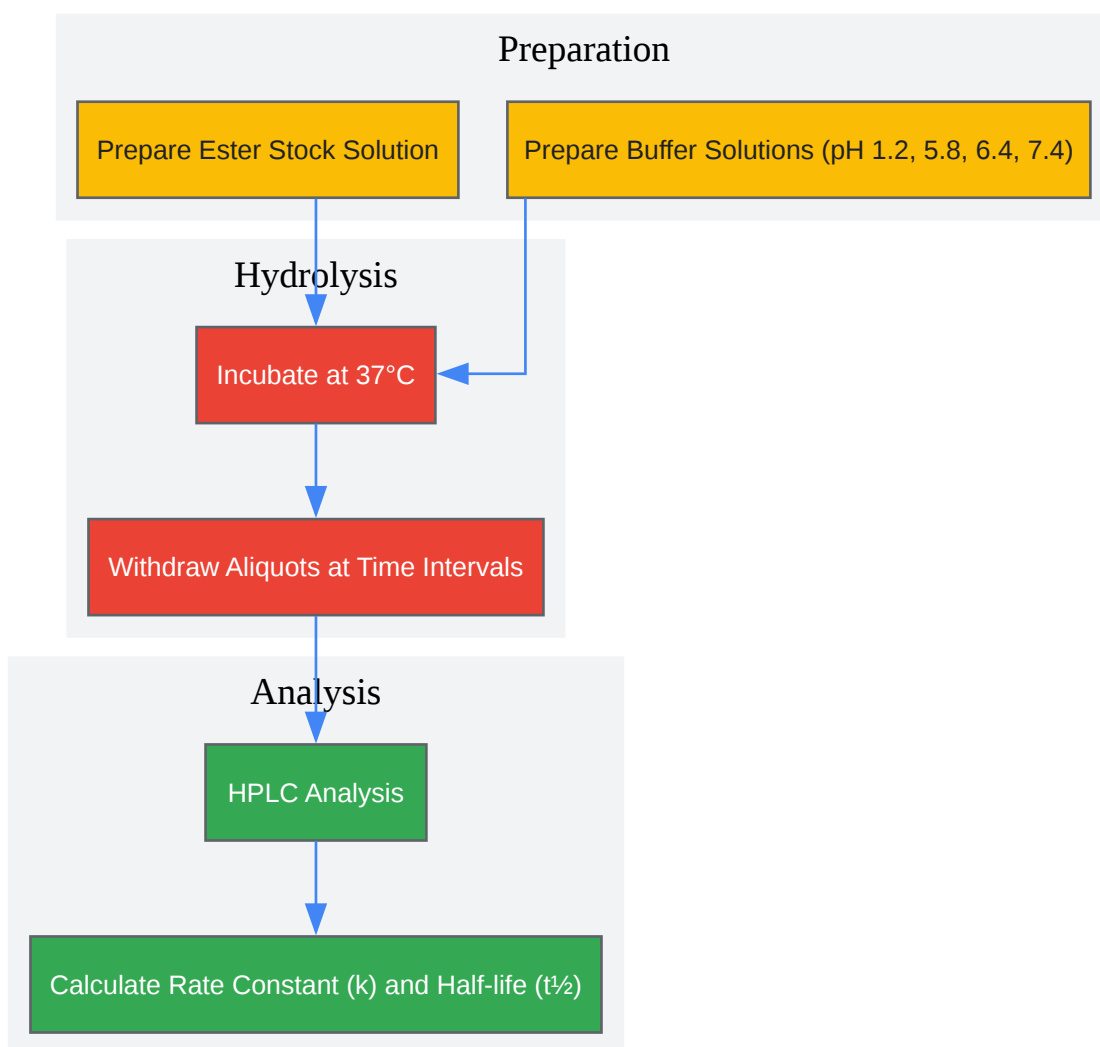 Preparation
Prepare Ester Stock Solution
Prepare Buffer Solutions (pH 1.2, 5.8, 6.4, 7.4)
Hydrolysis
Incubate at 37°C
Withdraw Aliquots at Time Intervals
Analysis
HPLC Analysis
Calculate Rate Constant (k) and Half-life (t½)